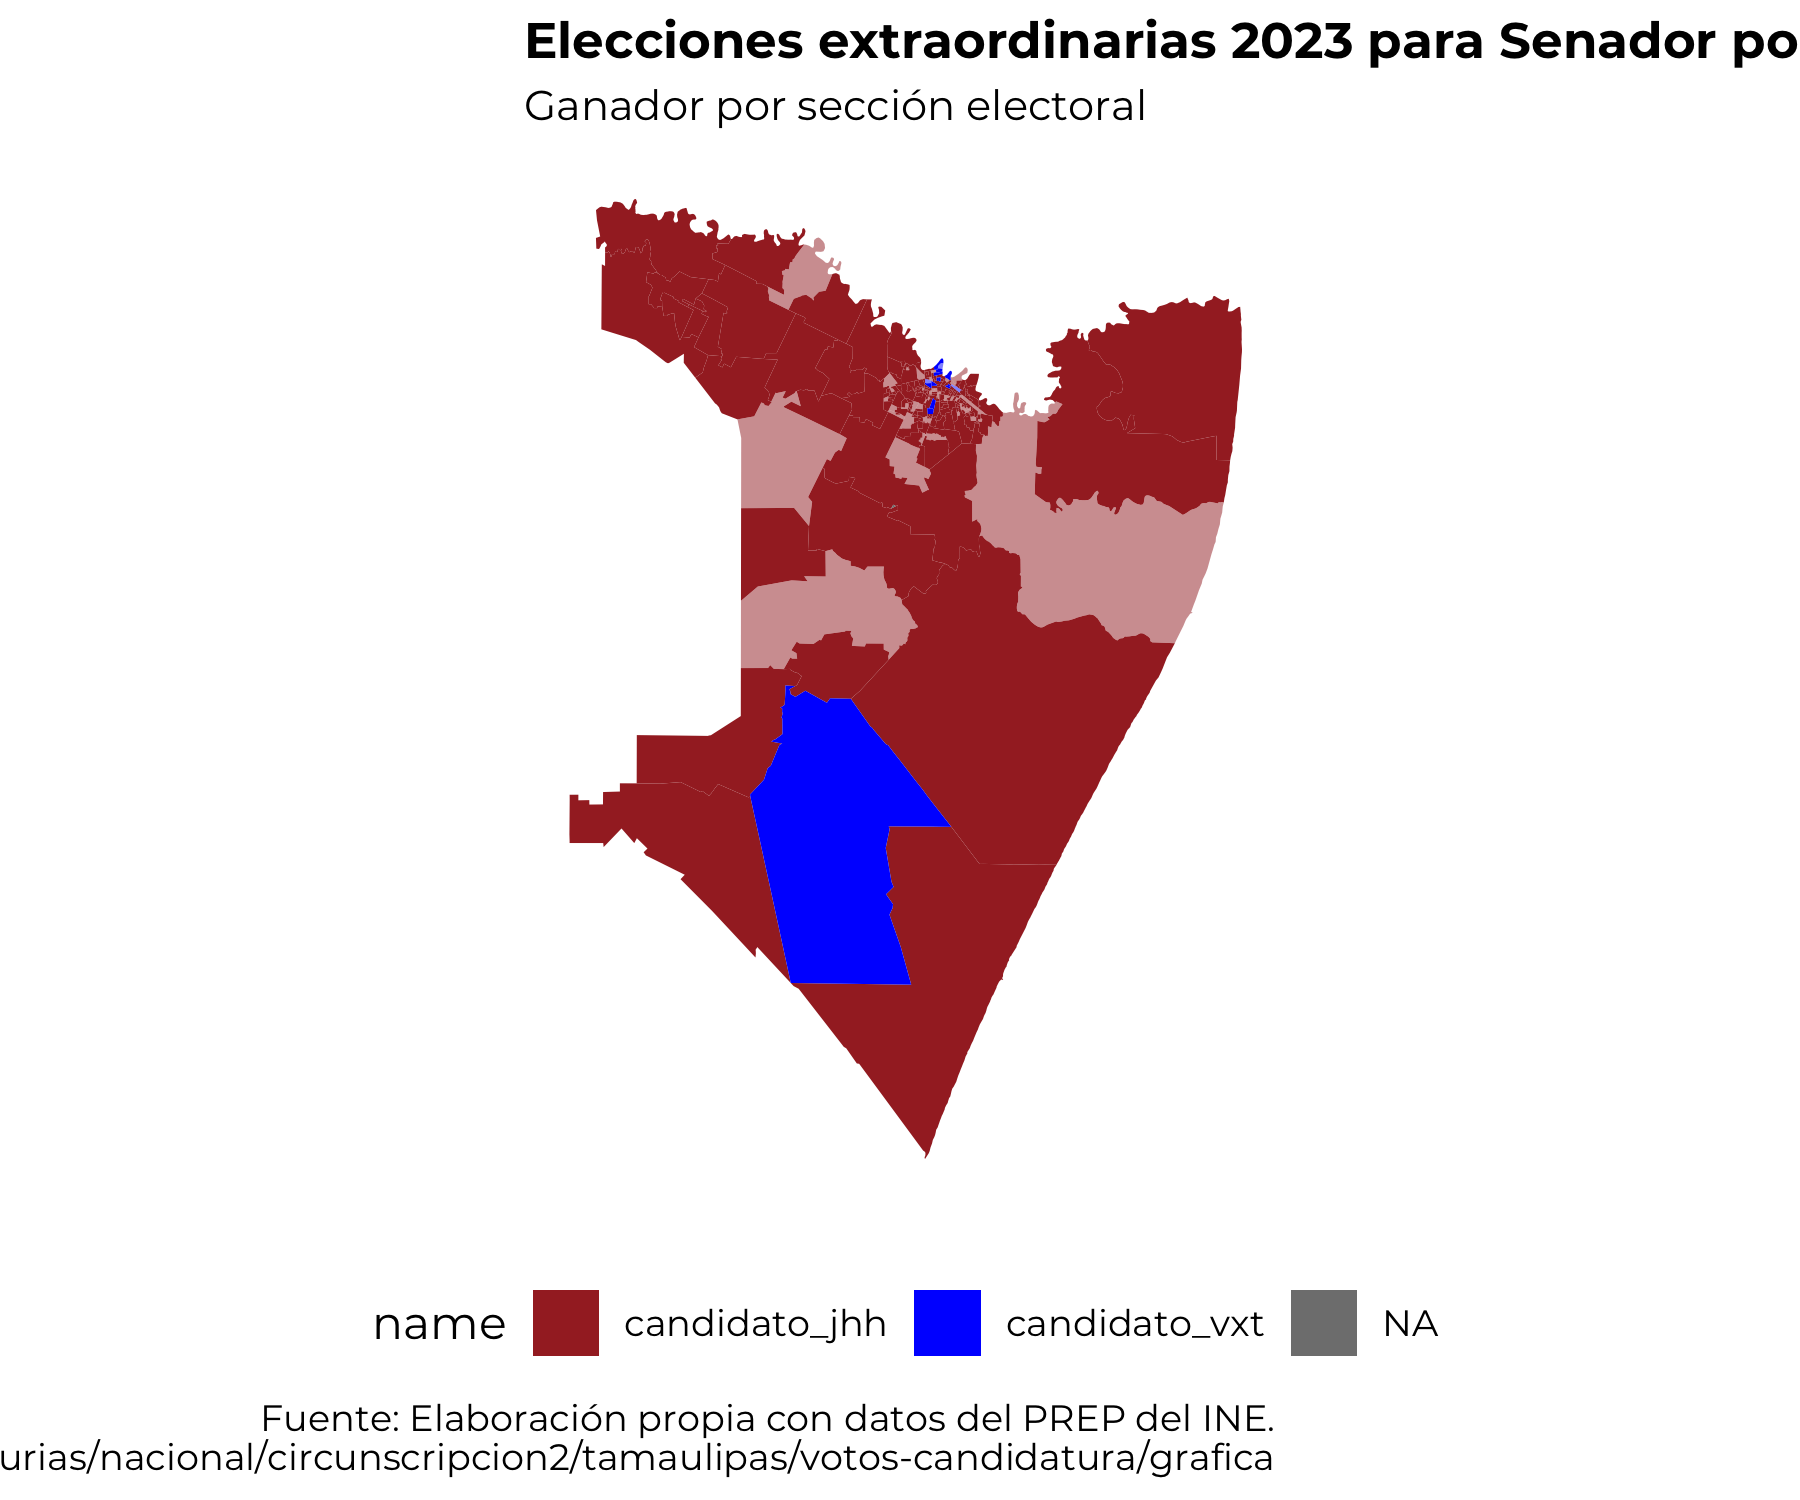 Elecciones extraordinarias 2023 para Senador po
Ganador por sección electoral
name candidato_jhh candidato_vxt NA
Fuente: Elaboración propia con datos del PREP del INE.
urias/nacional/circunscripcion2/tamaulipas/votos-candidatura/grafica